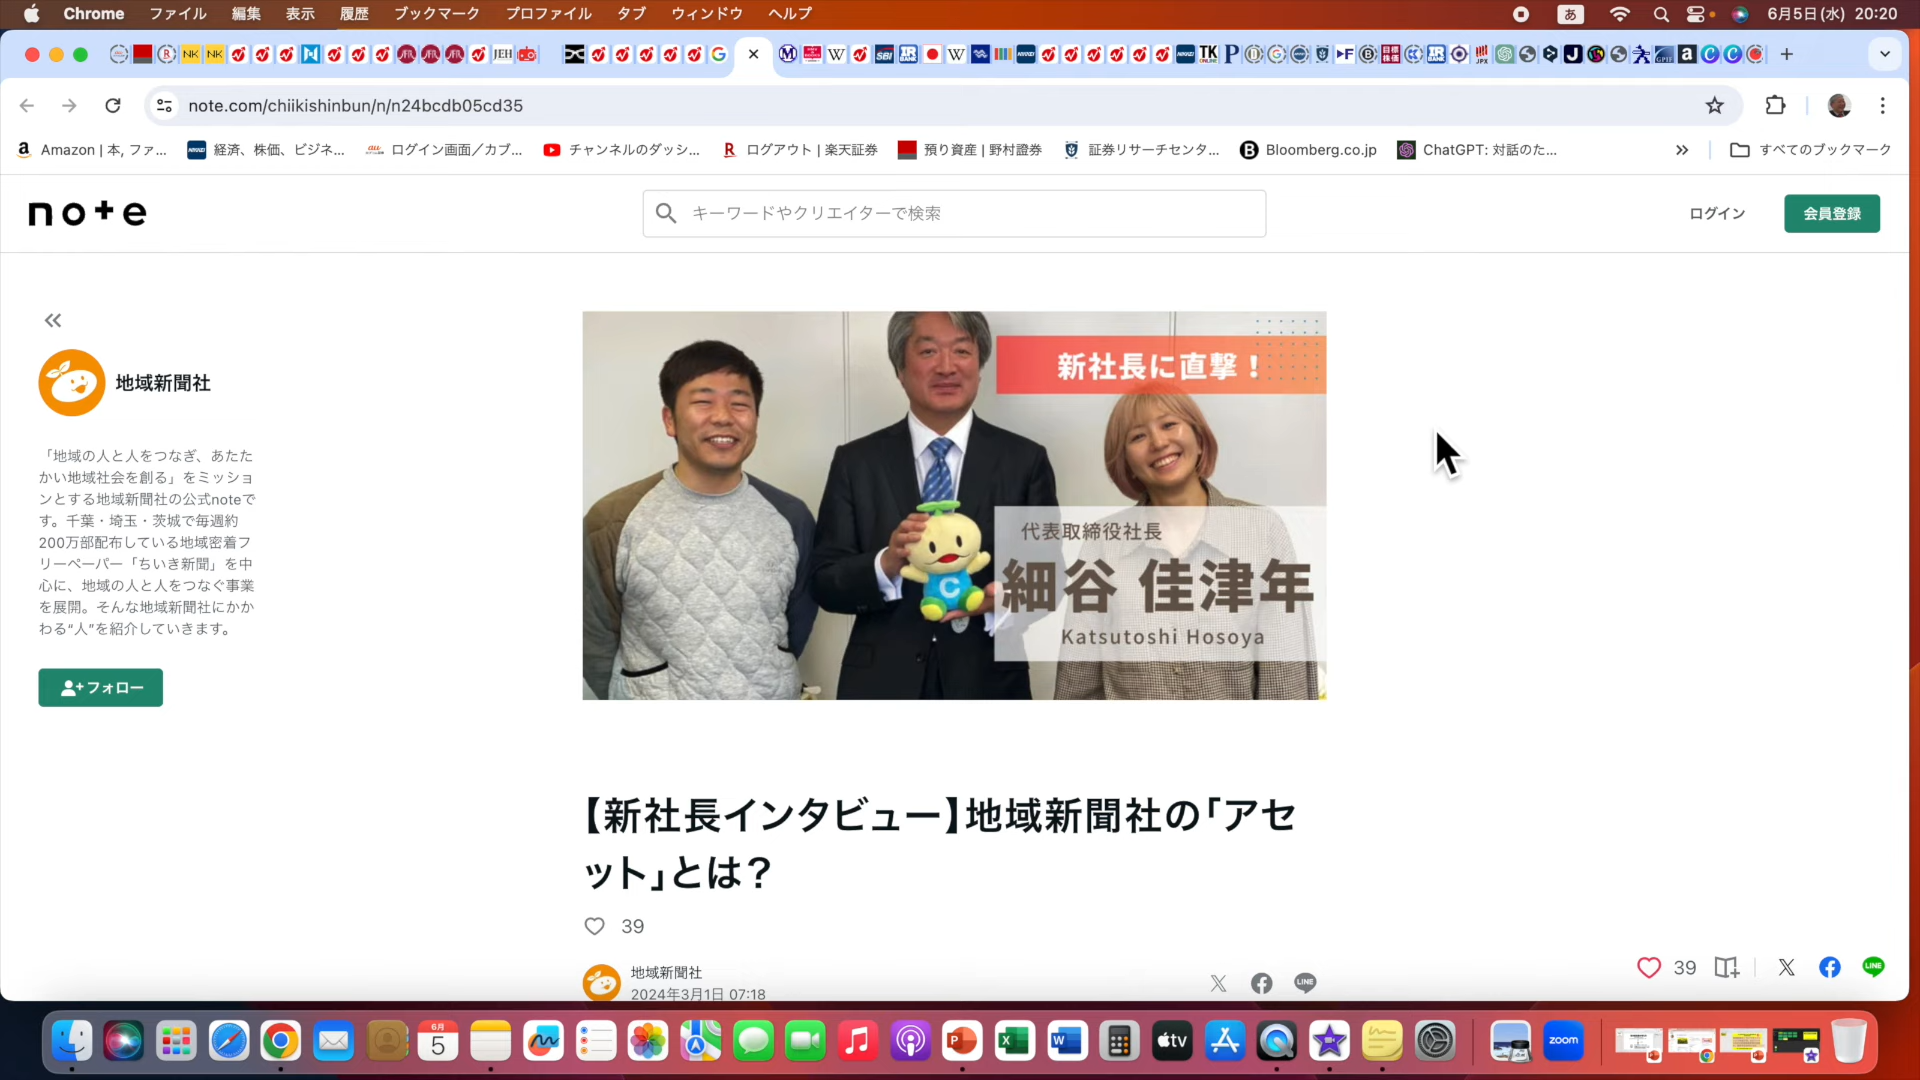 Chrome ファイル 編集 表示 履歴 ブックマーク プロファイル タブ ウィンドウ ヘルプ あ 6月5日(水) 20:20
note.com/chiikishinbun/n/n24bcdb05cd35
Amazon | 本, ファ... 経済、株価、ビジネ... ログイン画面／カブ... チャンネルのダッシ... ログアウト | 楽天証券 預り資産 | 野村證券 証券リサーチセンタ... Bloomberg.co.jp ChatGPT: 対話のた... すべてのブックマーク
note キーワードやクリエイターで検索 ログイン 会員登録
地域新聞社
「地域の人と人をつなぎ、あたた
かい地域社会を創る」をミッショ
ンとする地域新聞社の公式noteで
す。千葉・埼玉・茨城で毎週約
200万部配布している地域密着フ
リーペーパー「ちいき新聞」を中
心に、地域の人と人をつなぐ事業
を展開。そんな地域新聞社にかか
わる“人”を紹介していきます。
フォロー
新社長に直撃！
C
代表取締役社長
細谷 佳津年
Katsutoshi Hosoya
【新社長インタビュー】地域新聞社の「アセ
ット」とは？
39
地域新聞社
2024年3月1日 07:18
LINE
39
LINE
6月
5
tv
zoom